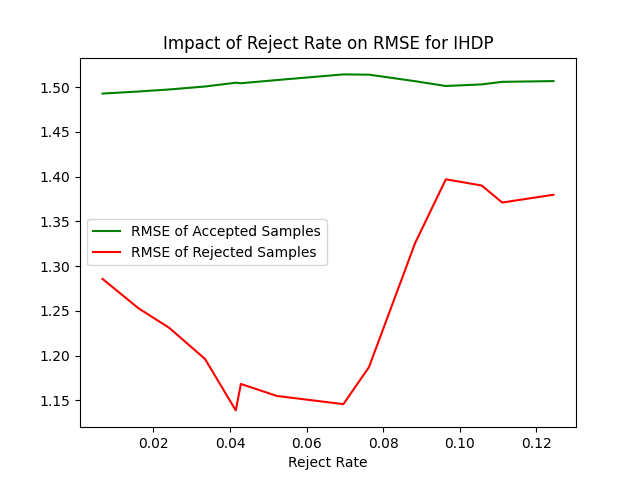 Impact of Reject Rate on RMSE for IHDP
1.50
1.45
1.40
1.35
1.30
1.25
1.20
1.15
RMSE of Accepted Samples
RMSE of Rejected Samples
0.02 0.04 0.06 0.08 0.10 0.12
Reject Rate